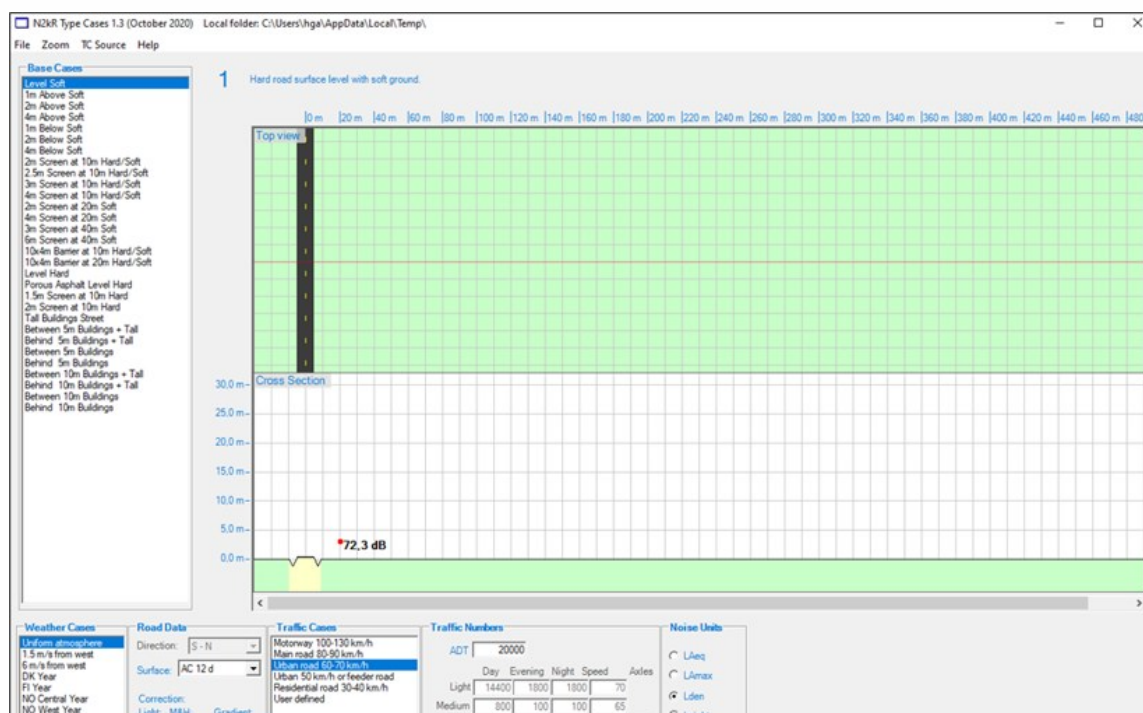 N2kR Type Cases 1.3 (October 2020) Local folder: C:\Users\hga\AppData\Local\Temp\
File Zoom TC Source Help
Base Cases
Level Soft
1m Above Soft
2m Above Soft
4m Above Soft
1m Below Soft
2m Below Soft
4m Below Soft
2m Screen at 10m Hard/Soft
2.5m Screen at 10m Hard/Soft
3m Screen at 10m Hard/Soft
4m Screen at 10m Hard/Soft
2m Screen at 20m Soft
4m Screen at 20m Soft
3m Screen at 40m Soft
6m Screen at 40m Soft
10x4m Barrier at 10m Hard/Soft
10x4m Barrier at 20m Hard/Soft
Level Hard
Porous Asphalt Level Hard
1.5m Screen at 10m Hard
2m Screen at 10m Hard
Tall Buildings Street
Between 5m Buildings + Tall
Behind 5m Buildings + Tall
Between 5m Buildings
Behind 5m Buildings
Between 10m Buildings + Tall
Behind 10m Buildings + Tall
Between 10m Buildings
Behind 10m Buildings
1 Hard road surface level with soft ground.
0 m 20 m 40 m 60 m 80 m 100 m 120 m 140 m 160 m 180 m 200 m 220 m 240 m 260 m 280 m 300 m 320 m 340 m 360 m 380 m 400 m 420 m 440 m 460 m 480
Top view
Cross Section
30,0 m
25,0 m
20,0 m
15,0 m
10,0 m
5,0 m
72,3 dB
0,0 m
Weather Cases
Uniform atmosphere
1.5 m/s from west
6 m/s from west
DK Year
FI Year
NO Central Year
NO West Year
Road Data
Direction: S - N
Surface: AC 12 d
Correction:
Light: M&H: Gradient:
Traffic Cases
Motorway 100-130 km/h
Main road 80-90 km/h
Urban road 60-70 km/h
Urban 50 km/h or feeder road
Residential road 30-40 km/h
User defined
Traffic Numbers
ADT 20000
Day Evening Night Speed Axles
Light 14400 1800 1800 70
Medium 800 100 100 65
Noise Units
LAeq
LAmax
Lden